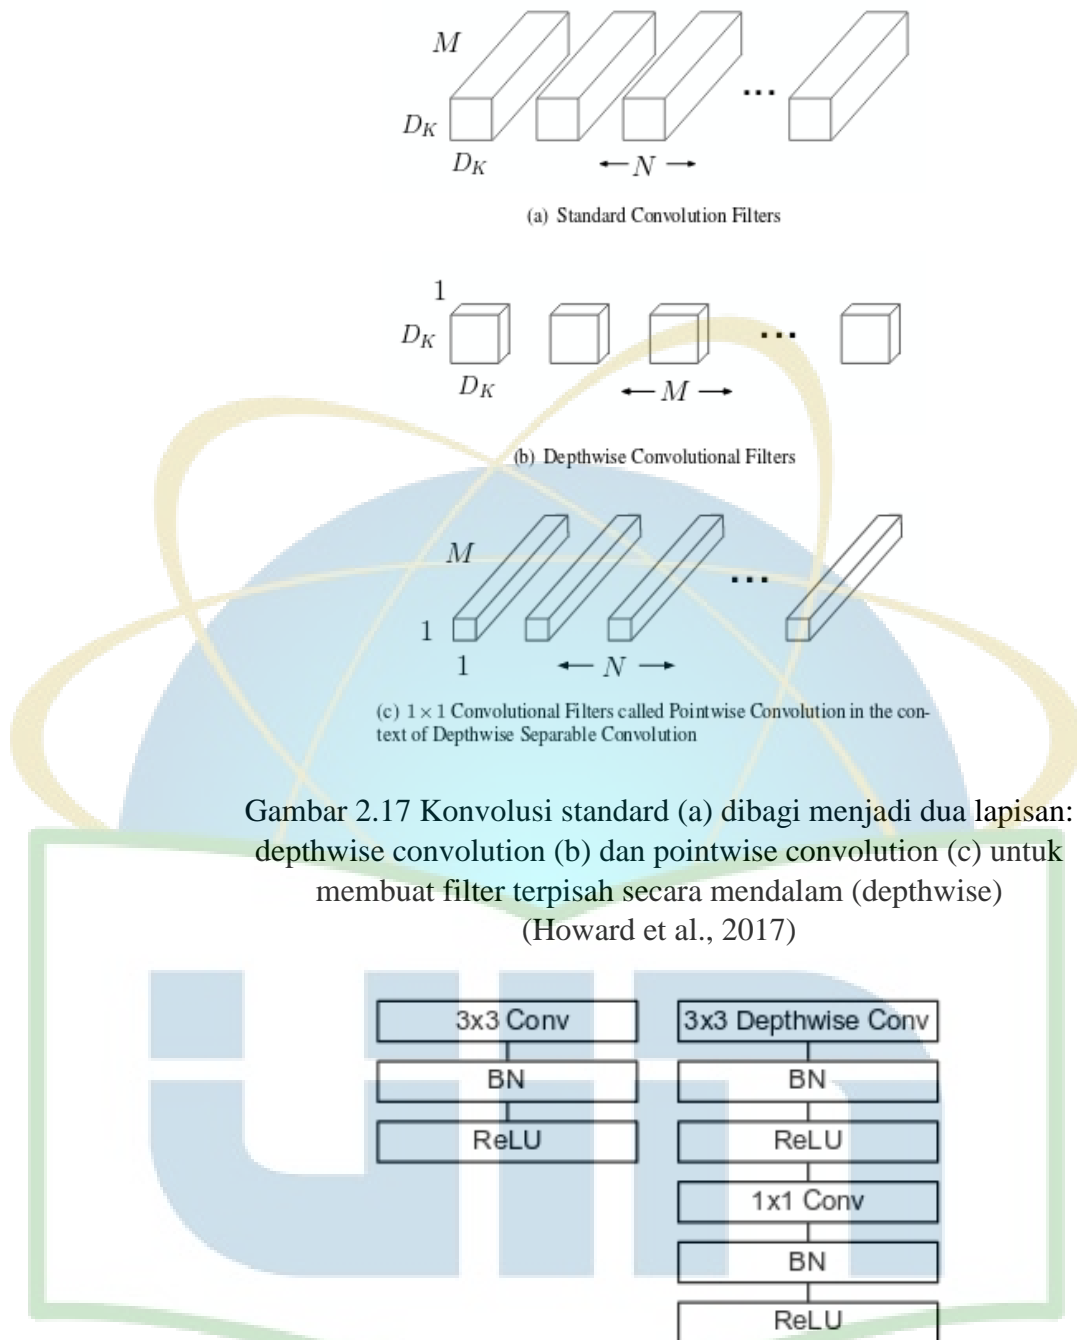 M
D_K
D_K
← N →
...
(a) Standard Convolution Filters
1
D_K
D_K
← M →
...
(b) Depthwise Convolutional Filters
M
1
1
← N →
...
(c) 1 × 1 Convolutional Filters called Pointwise Convolution in the con-
text of Depthwise Separable Convolution
Gambar 2.17 Konvolusi standard (a) dibagi menjadi dua lapisan:
depthwise convolution (b) dan pointwise convolution (c) untuk
membuat filter terpisah secara mendalam (depthwise)
(Howard et al., 2017)
3x3 Conv
BN
ReLU
3x3 Depthwise Conv
BN
ReLU
1x1 Conv
BN
ReLU
uin